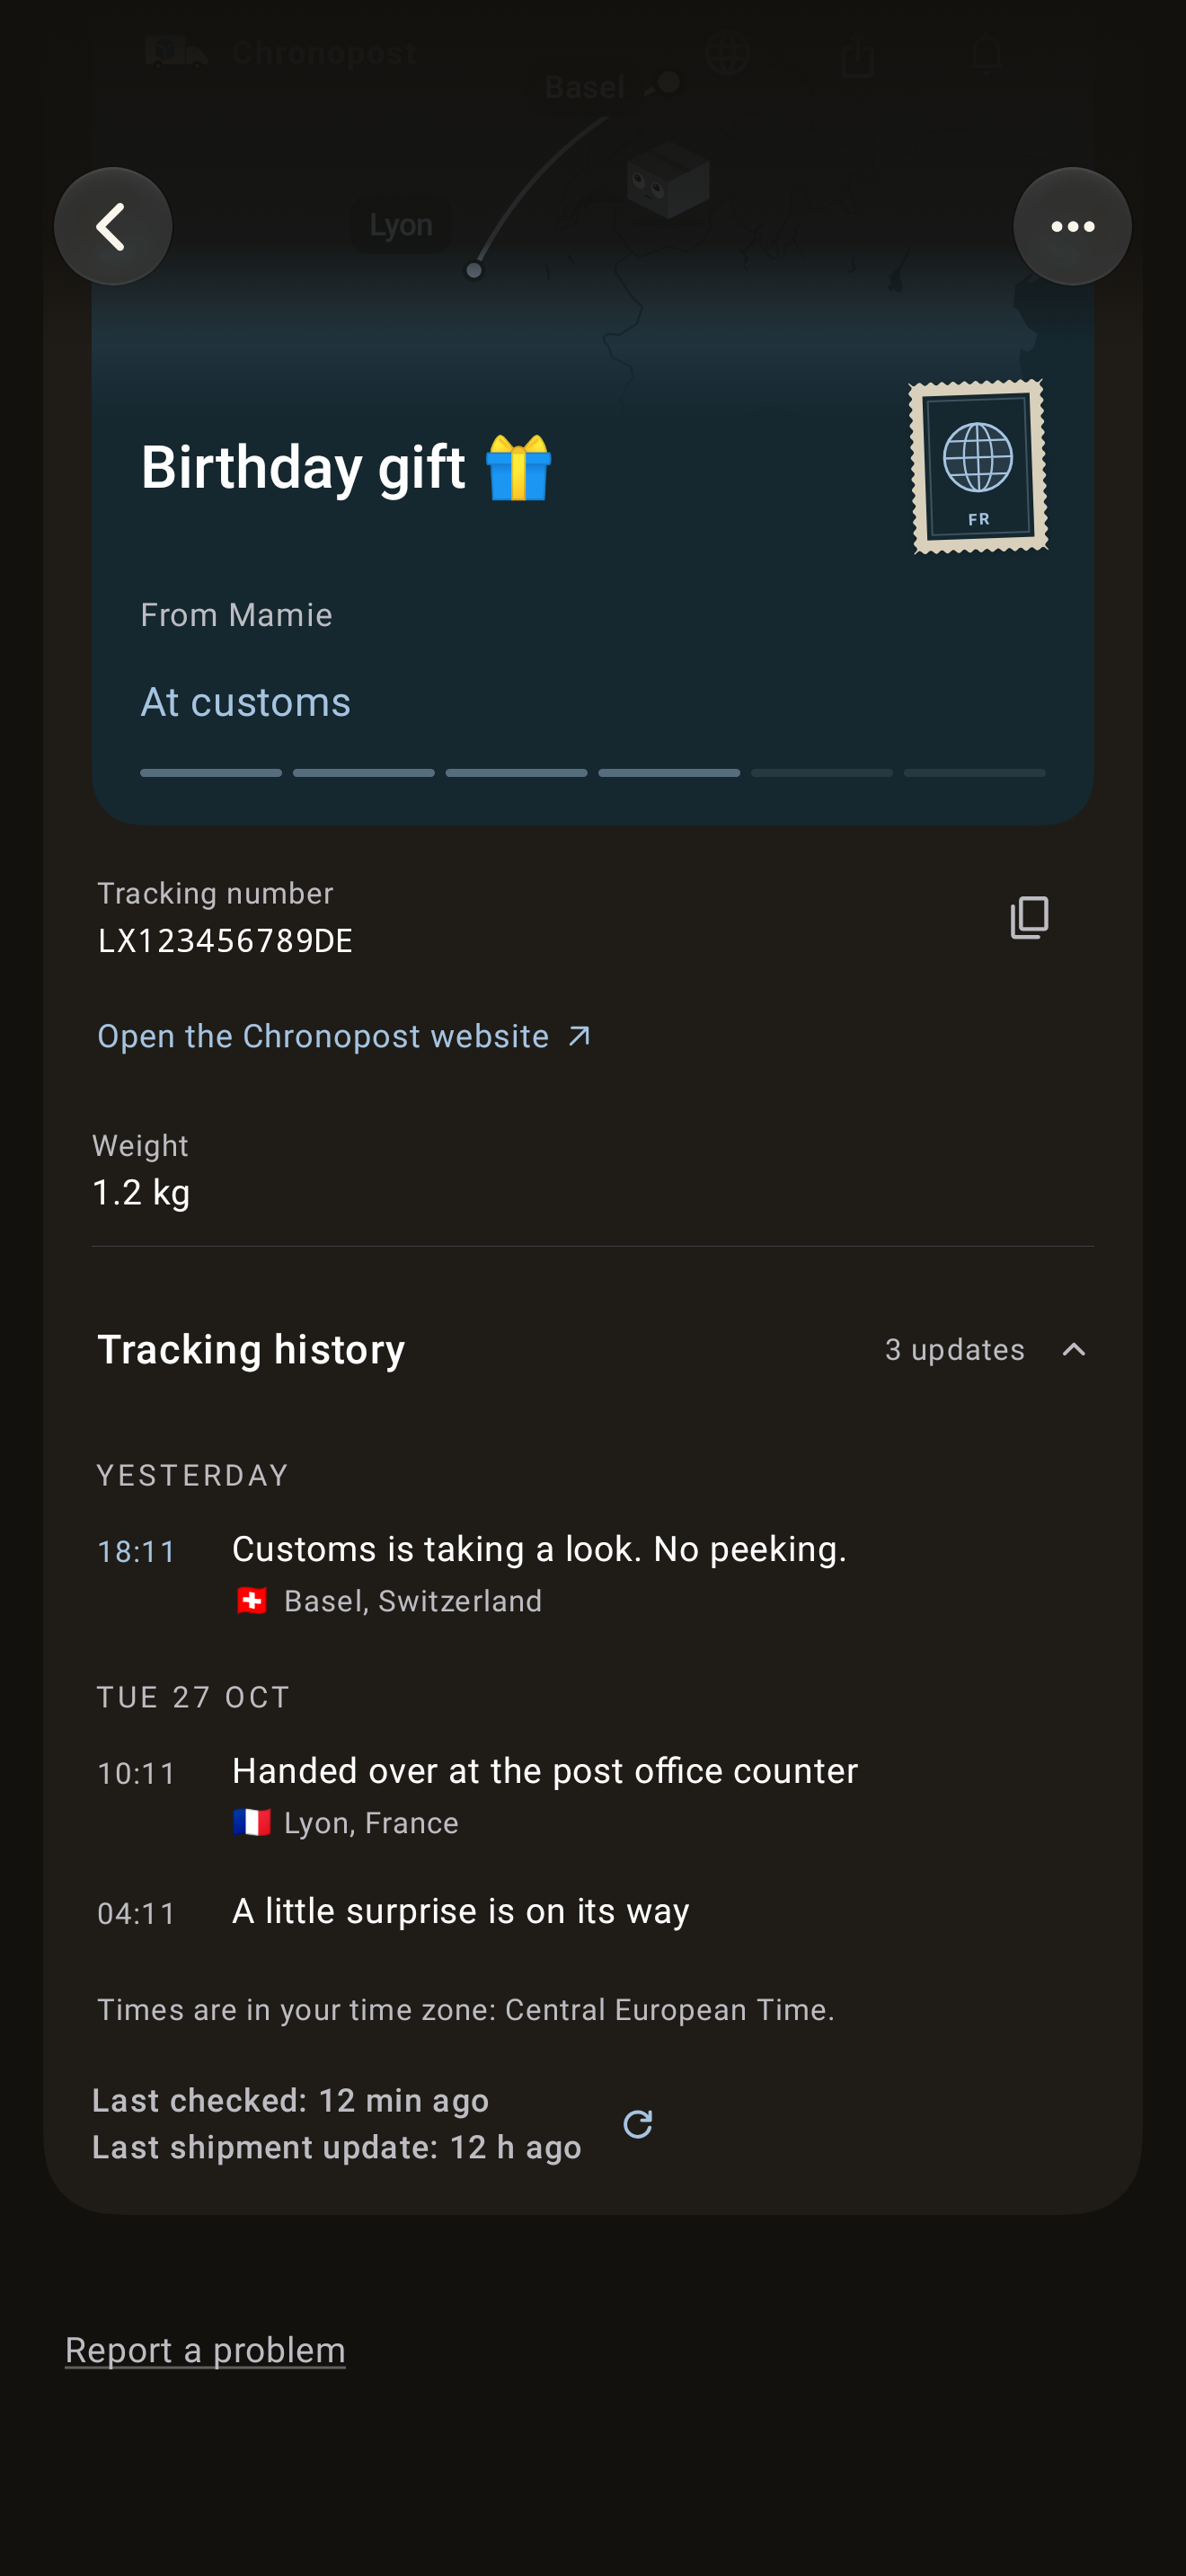 Chronopost
Basel
Lyon
Birthday gift 🎁
FR
From Mamie
At customs
Tracking number
LX123456789DE
Open the Chronopost website
Weight
1.2 kg
Tracking history
3 updates
YESTERDAY
18:11 Customs is taking a look. No peeking.
🇨🇭 Basel, Switzerland
TUE 27 OCT
10:11 Handed over at the post office counter
🇫🇷 Lyon, France
04:11 A little surprise is on its way
Times are in your time zone: Central European Time.
Last checked: 12 min ago
Last shipment update: 12 h ago
Report a problem